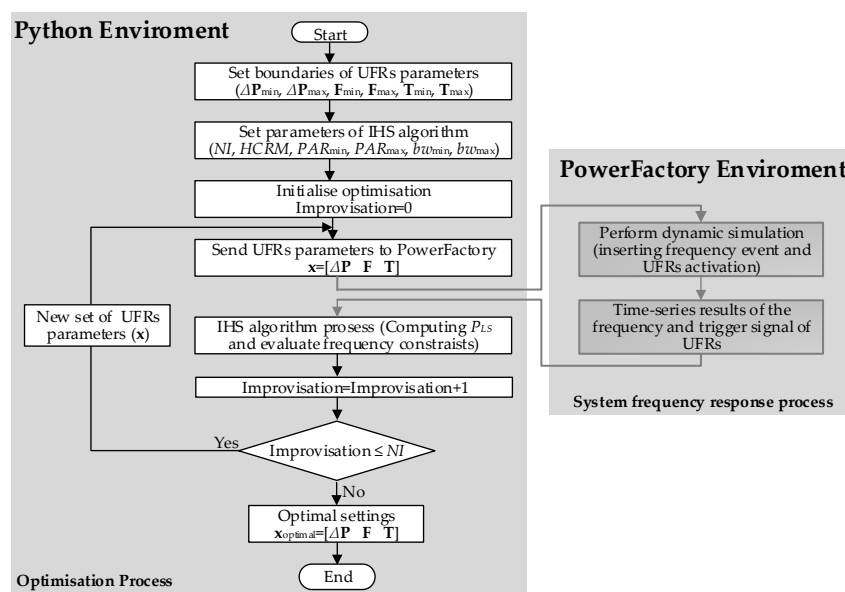 Python Enviroment
Start
Set boundaries of UFRs parameters
(ΔPmin, ΔPmax, Fmin, Fmax, Tmin, Tmax)
Set parameters of IHS algorithm
(NI, HCRM, PARmin, PARmax, bwmin, bwmax)
Initialise optimisation
Improvisation=0
Send UFRs parameters to PowerFactory
x=[ΔP F T]
New set of UFRs
parameters (x)
IHS algorithm prosess (Computing PLS
and evaluate frequency constraists)
Improvisation=Improvisation+1
Yes
Improvisation ≤ NI
No
Optimal settings
xoptimal=[ΔP F T]
End
Optimisation Process
PowerFactory Enviroment
Perform dynamic simulation
(inserting frequency event and
UFRs activation)
Time-series results of the
frequency and trigger signal of
UFRs
System frequency response process